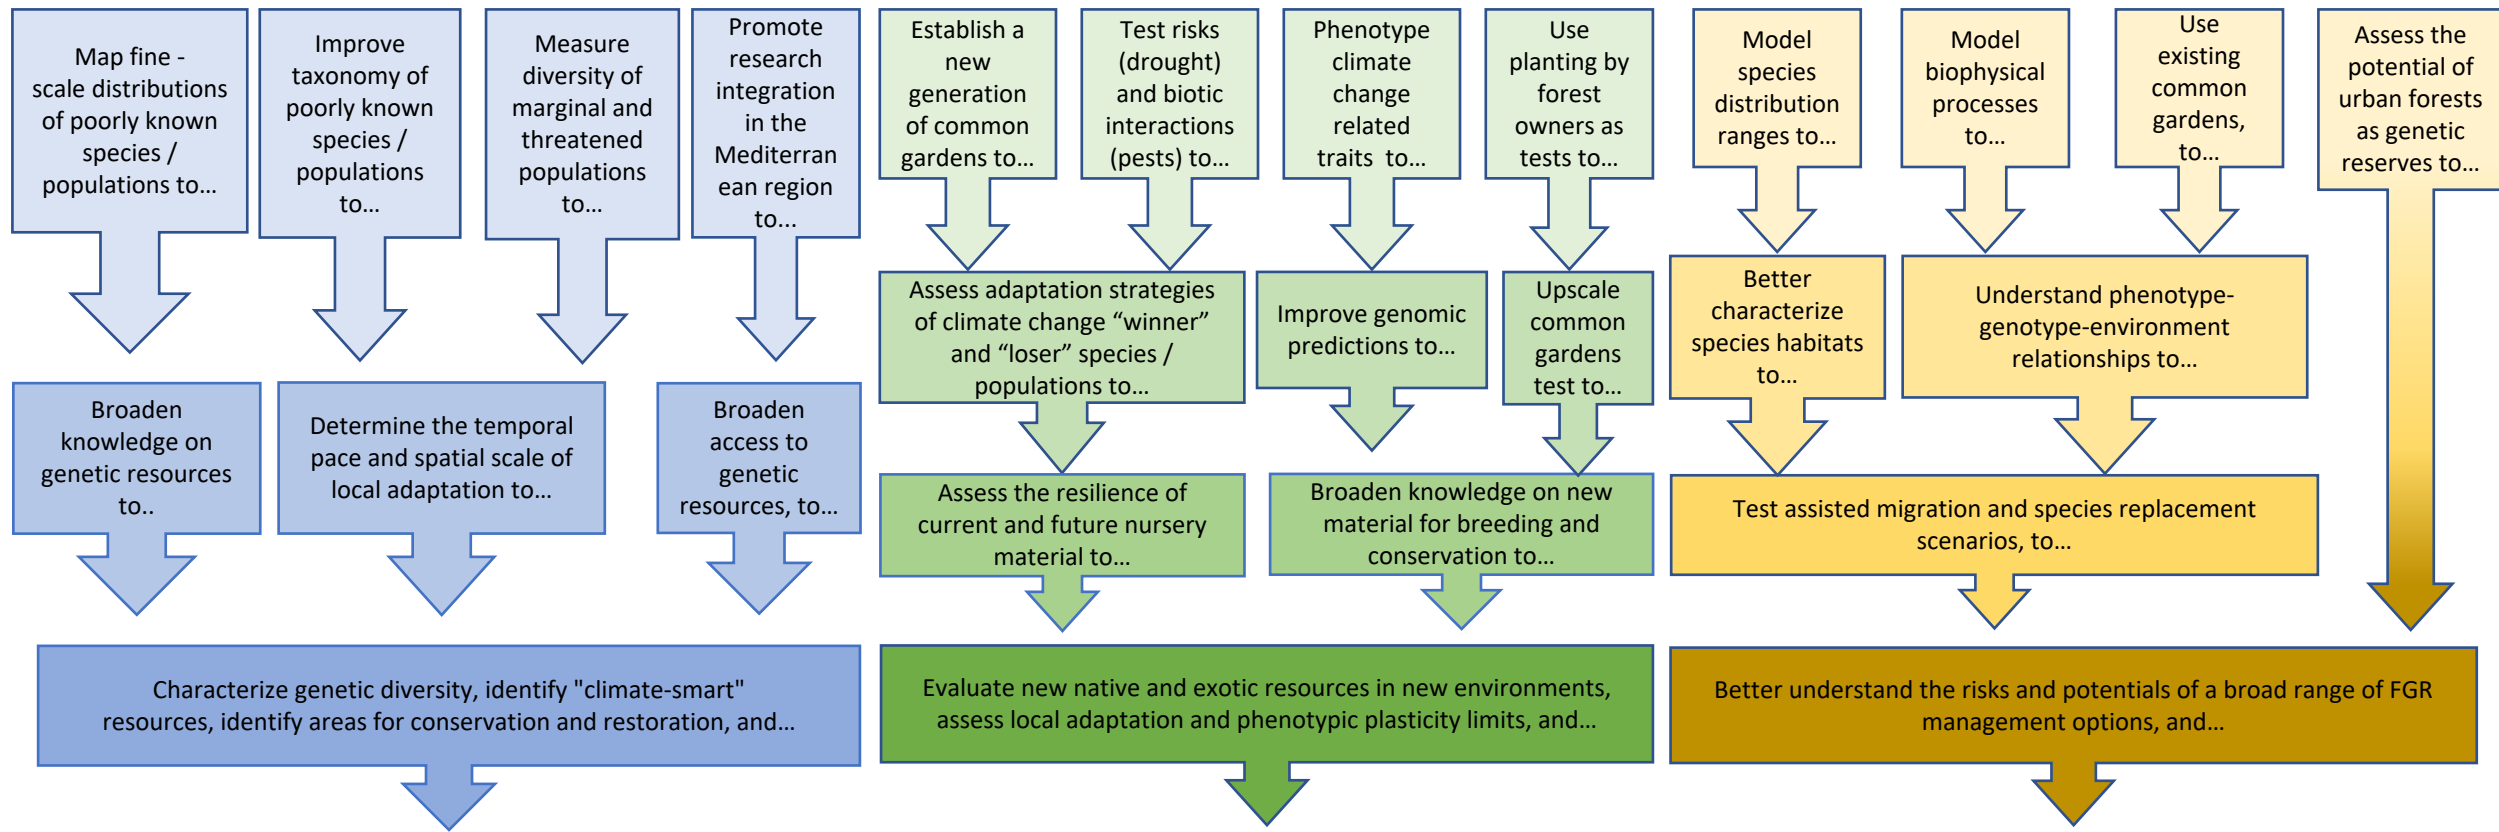 Map fine -
scale distributions
of poorly known
species /
populations to…
Improve
taxonomy of
poorly known
species /
populations
to…
Measure
diversity of
marginal and
threatened
populations
to…
Promote
research
integration
in the
Mediterran
ean region
to...
Establish a
new
generation
of common
gardens to…
Test risks
(drought)
and biotic
interactions
(pests) to…
Phenotype
climate
change
related
traits  to…
Use
planting by
forest
owners as
tests to…
Model
species
distribution
ranges to…
Model
biophysical
processes
to…
Use
existing
common
gardens,
to…
Assess the
potential of
urban forests
as genetic
reserves to…
Assess adaptation strategies
of climate change “winner”
and “loser” species /
populations to…
Improve genomic
predictions to…
Upscale
common
gardens
test to…
Better
characterize
species habitats
to…
Understand phenotype-
genotype-environment
relationships to…
Broaden
knowledge on
genetic resources
to..
Determine the temporal
pace and spatial scale of
local adaptation to…
Broaden
access to
genetic
resources, to…
Assess the resilience of
current and future nursery
material to…
Broaden knowledge on new
material for breeding and
conservation to…
Test assisted migration and species replacement
scenarios, to…
Characterize genetic diversity, identify "climate-smart"
resources, identify areas for conservation and restoration, and…
Evaluate new native and exotic resources in new environments,
assess local adaptation and phenotypic plasticity limits, and…
Better understand the risks and potentials of a broad range of FGR
management options, and…